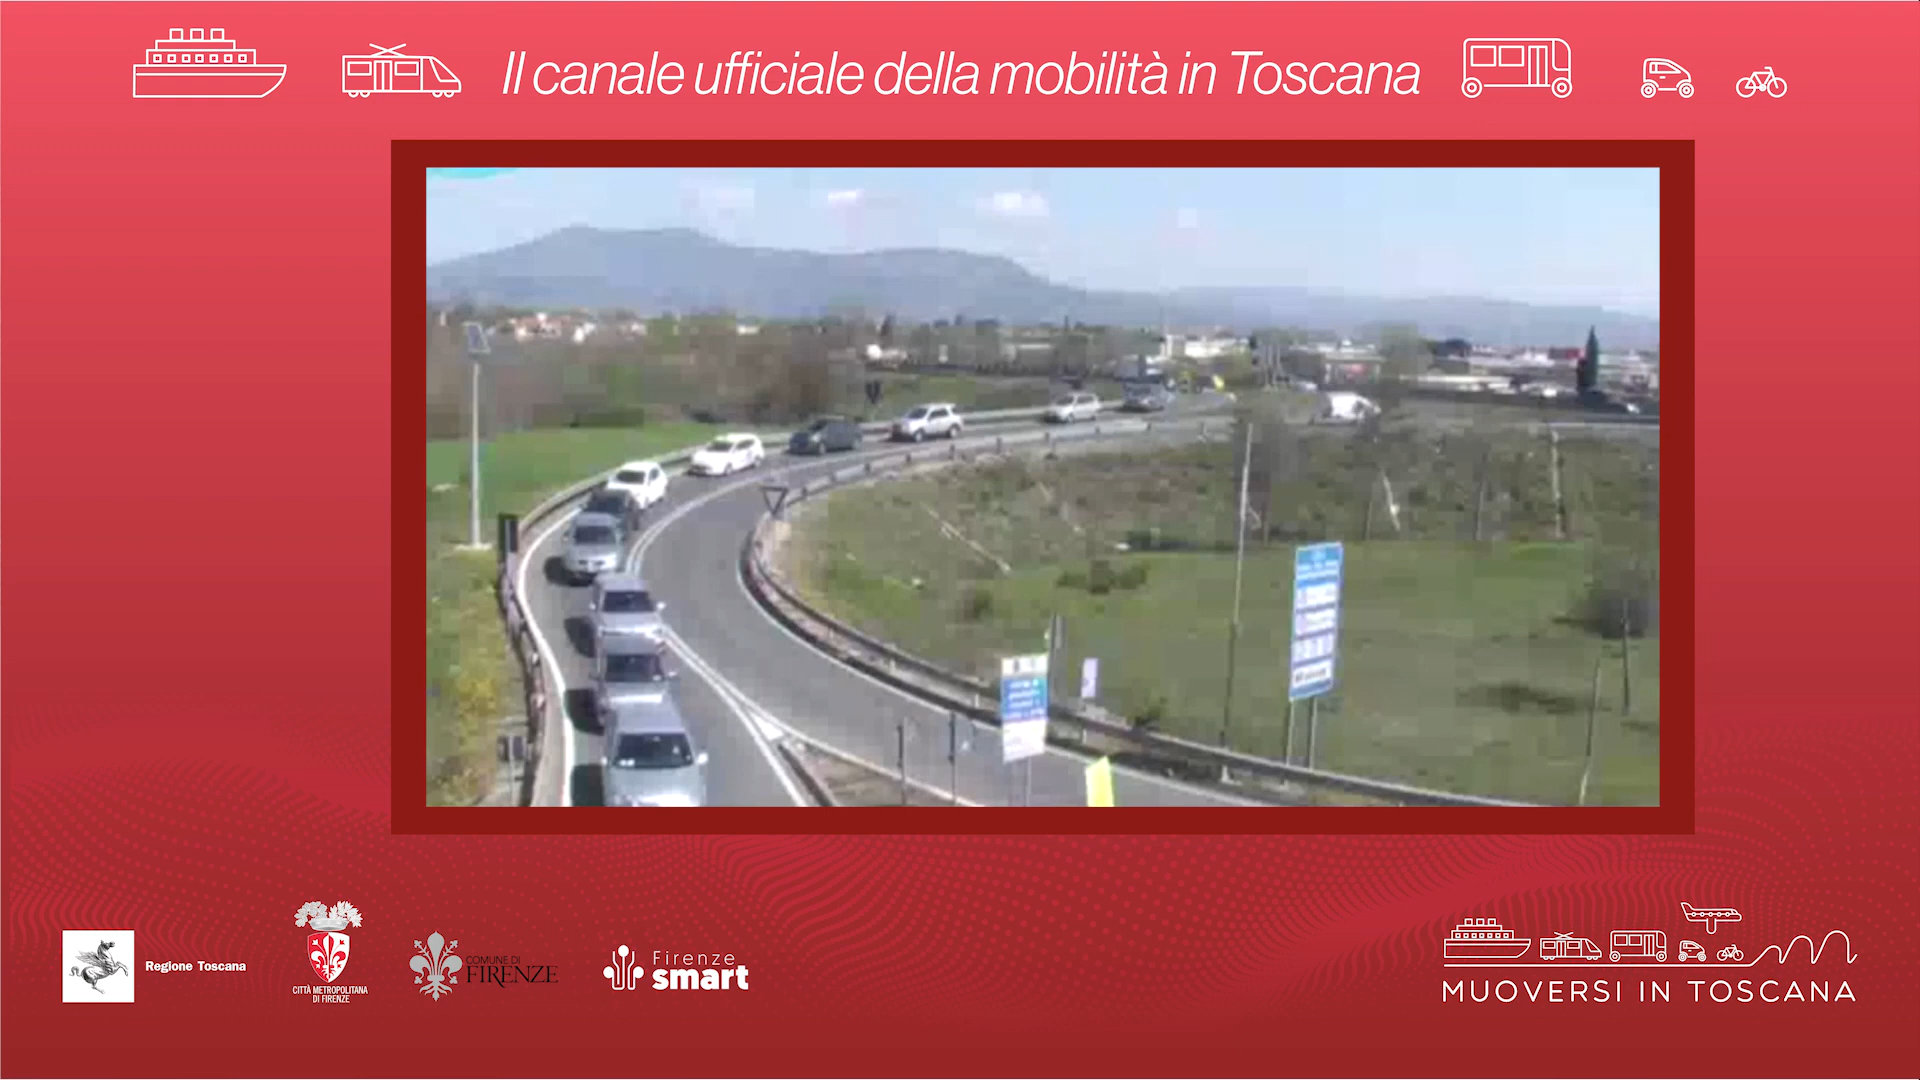 Il canale ufficiale della mobilità in Toscana
Regione Toscana
CITTÀ METROPOLITANA
DI FIRENZE
COMUNE DI
FIRENZE
Firenze
smart
MUOVERSI IN TOSCANA